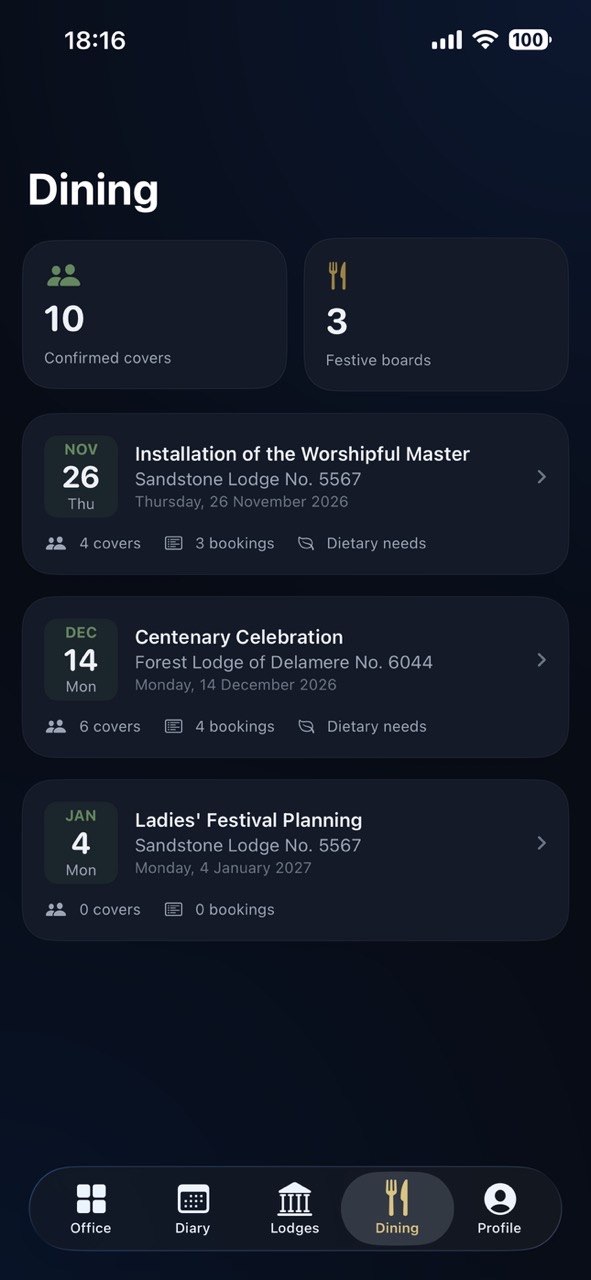 18:16
100
Dining
10
Confirmed covers
3
Festive boards
NOV
26
Thu
Installation of the Worshipful Master
Sandstone Lodge No. 5567
Thursday, 26 November 2026
4 covers 3 bookings Dietary needs
DEC
14
Mon
Centenary Celebration
Forest Lodge of Delamere No. 6044
Monday, 14 December 2026
6 covers 4 bookings Dietary needs
JAN
4
Mon
Ladies' Festival Planning
Sandstone Lodge No. 5567
Monday, 4 January 2027
0 covers 0 bookings
Office Diary Lodges Dining Profile